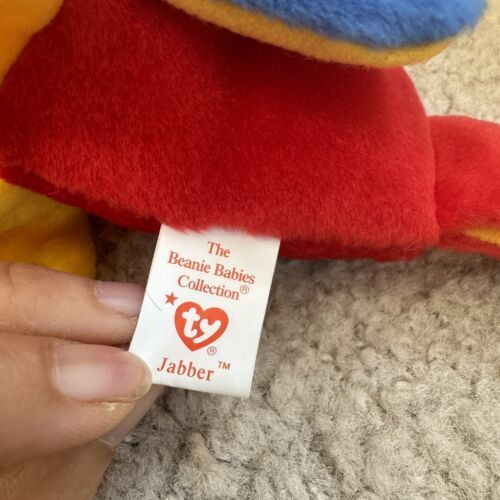 The
Beanie Babies
Collection®
ty®
Jabber™